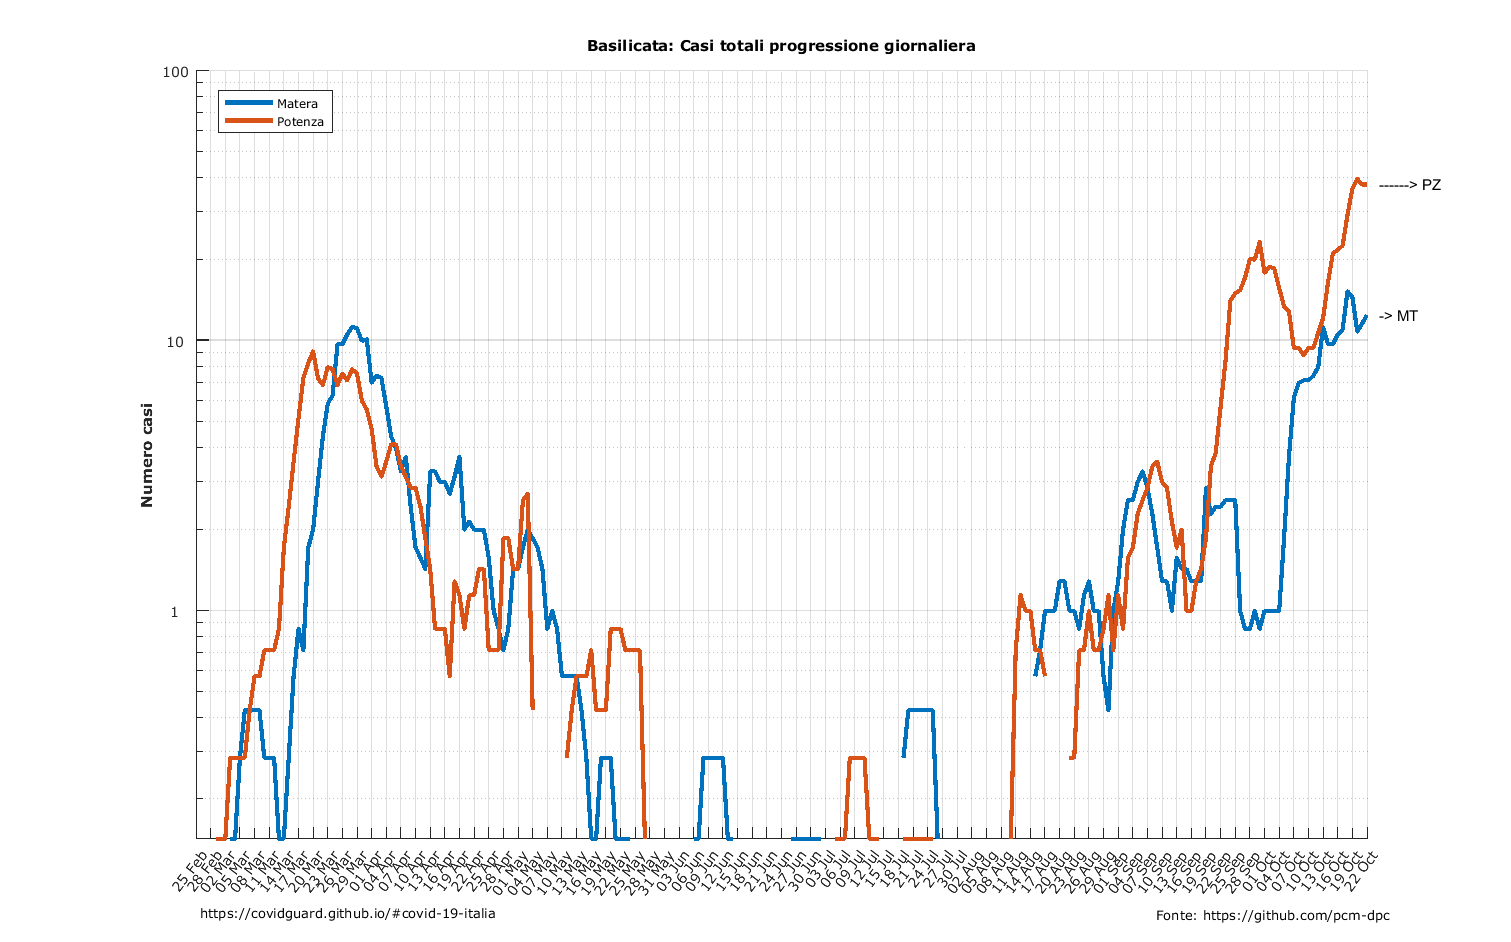 Basilicata: Casi totali progressione giornaliera
100
Matera
Potenza
------> PZ
-> MT
10
Numero casi
1
25 Feb
28 Feb
02 Mar
05 Mar
08 Mar
11 Mar
14 Mar
17 Mar
20 Mar
23 Mar
26 Mar
29 Mar
01 Apr
04 Apr
07 Apr
10 Apr
13 Apr
16 Apr
19 Apr
22 Apr
25 Apr
28 Apr
01 May
04 May
07 May
10 May
13 May
16 May
19 May
22 May
25 May
28 May
31 May
03 Jun
06 Jun
09 Jun
12 Jun
15 Jun
18 Jun
21 Jun
24 Jun
27 Jun
30 Jun
03 Jul
06 Jul
09 Jul
12 Jul
15 Jul
18 Jul
21 Jul
24 Jul
27 Jul
30 Jul
02 Aug
05 Aug
08 Aug
11 Aug
14 Aug
17 Aug
20 Aug
23 Aug
26 Aug
29 Aug
01 Sep
04 Sep
07 Sep
10 Sep
13 Sep
16 Sep
19 Sep
22 Sep
25 Sep
28 Sep
01 Oct
04 Oct
07 Oct
10 Oct
13 Oct
16 Oct
19 Oct
22 Oct
https://covidguard.github.io/#covid-19-italia
Fonte: https://github.com/pcm-dpc